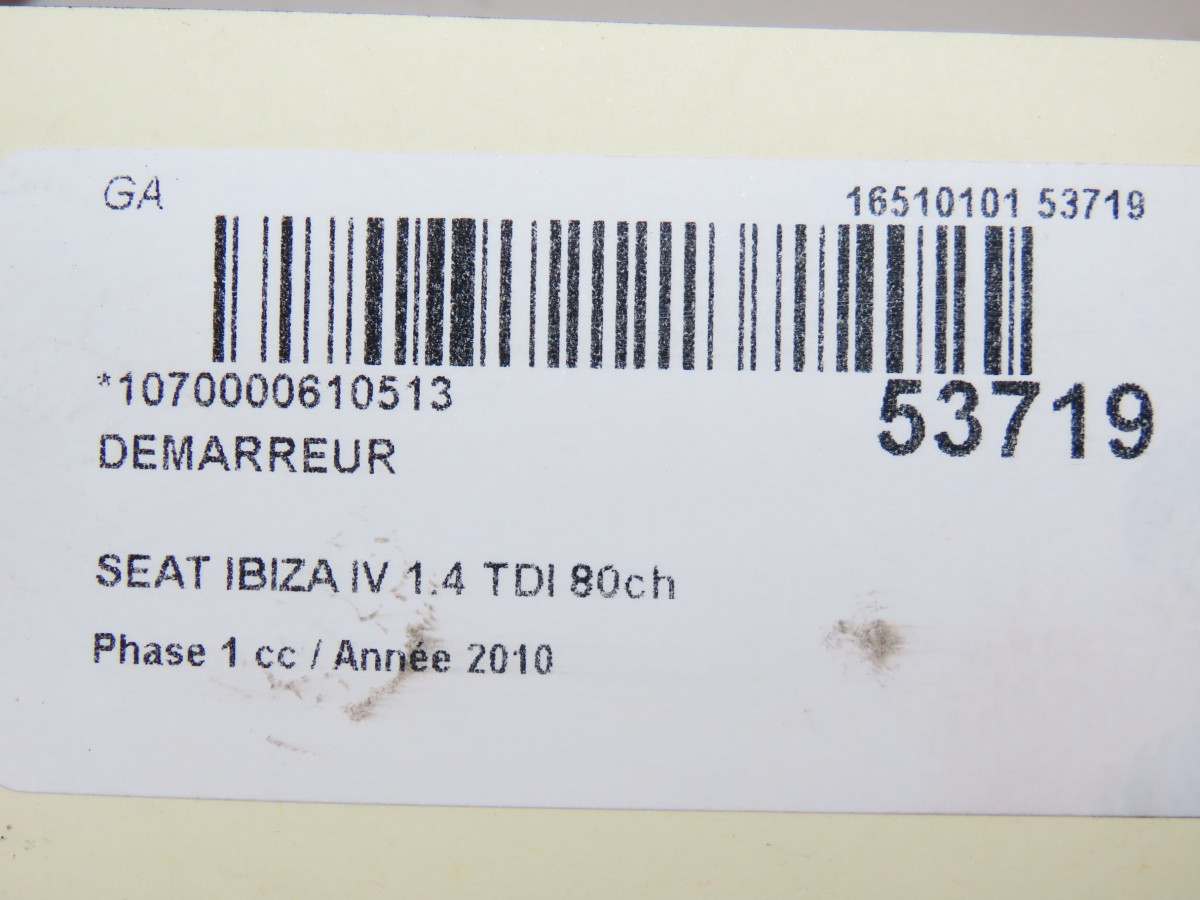 GA
16510101 53719
*1070000610513
53719
DEMARREUR
SEAT IBIZA IV 1.4 TDI 80ch
Phase 1 cc / Année 2010